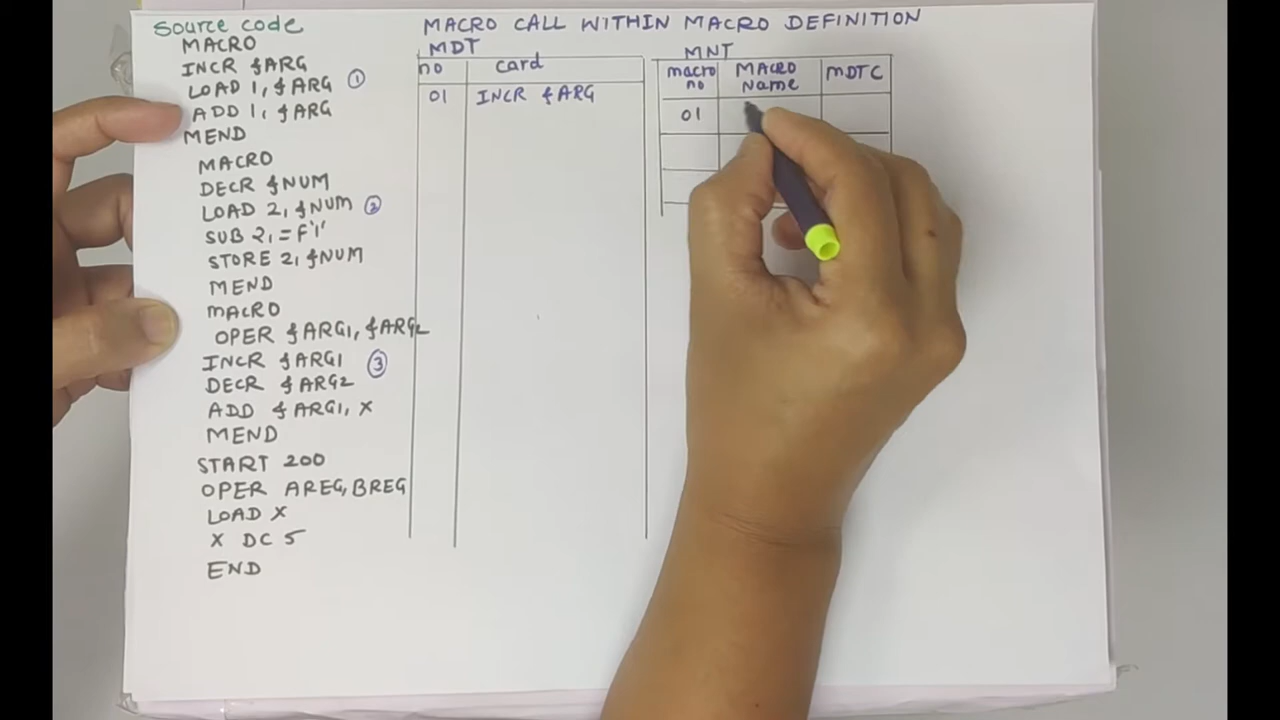 Source code
MACRO
INCR &ARG
LOAD 1, &ARG ①
ADD 1, &ARG
MEND
MACRO
DECR &NUM
LOAD 2, &NUM ②
SUB 2, = F'1'
STORE 2, &NUM
MEND
MACRO
OPER &ARG1, &ARG2
INCR &ARG1 ③
DECR &ARG2
ADD &ARG1, X
MEND
START 200
OPER AREG, BREG
LOAD X
X DC 5
END
MACRO CALL WITHIN MACRO DEFINITION
MDT
no card
01 INCR &ARG
MNT
macro no MACRO Name MDTC
01